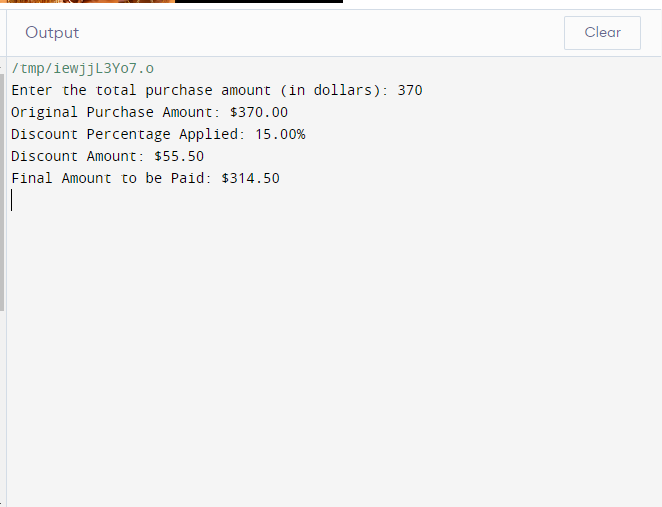 Output
Clear
/tmp/iewjjL3Yo7.o
Enter the total purchase amount (in dollars): 370
Original Purchase Amount: $370.00
Discount Percentage Applied: 15.00%
Discount Amount: $55.50
Final Amount to be Paid: $314.50